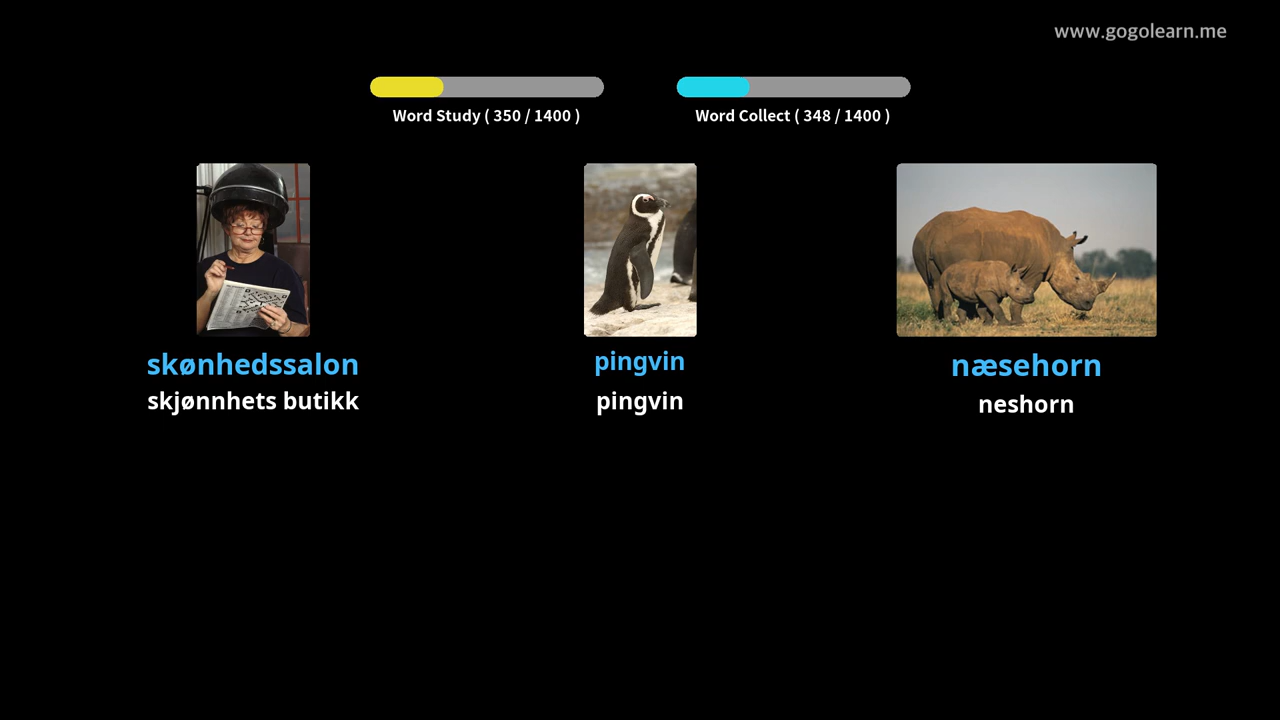 www.gogolearn.me
Word Study ( 350 / 1400 )
Word Collect ( 348 / 1400 )
skønhedssalon
skjønnhets butikk
pingvin
pingvin
næsehorn
neshorn